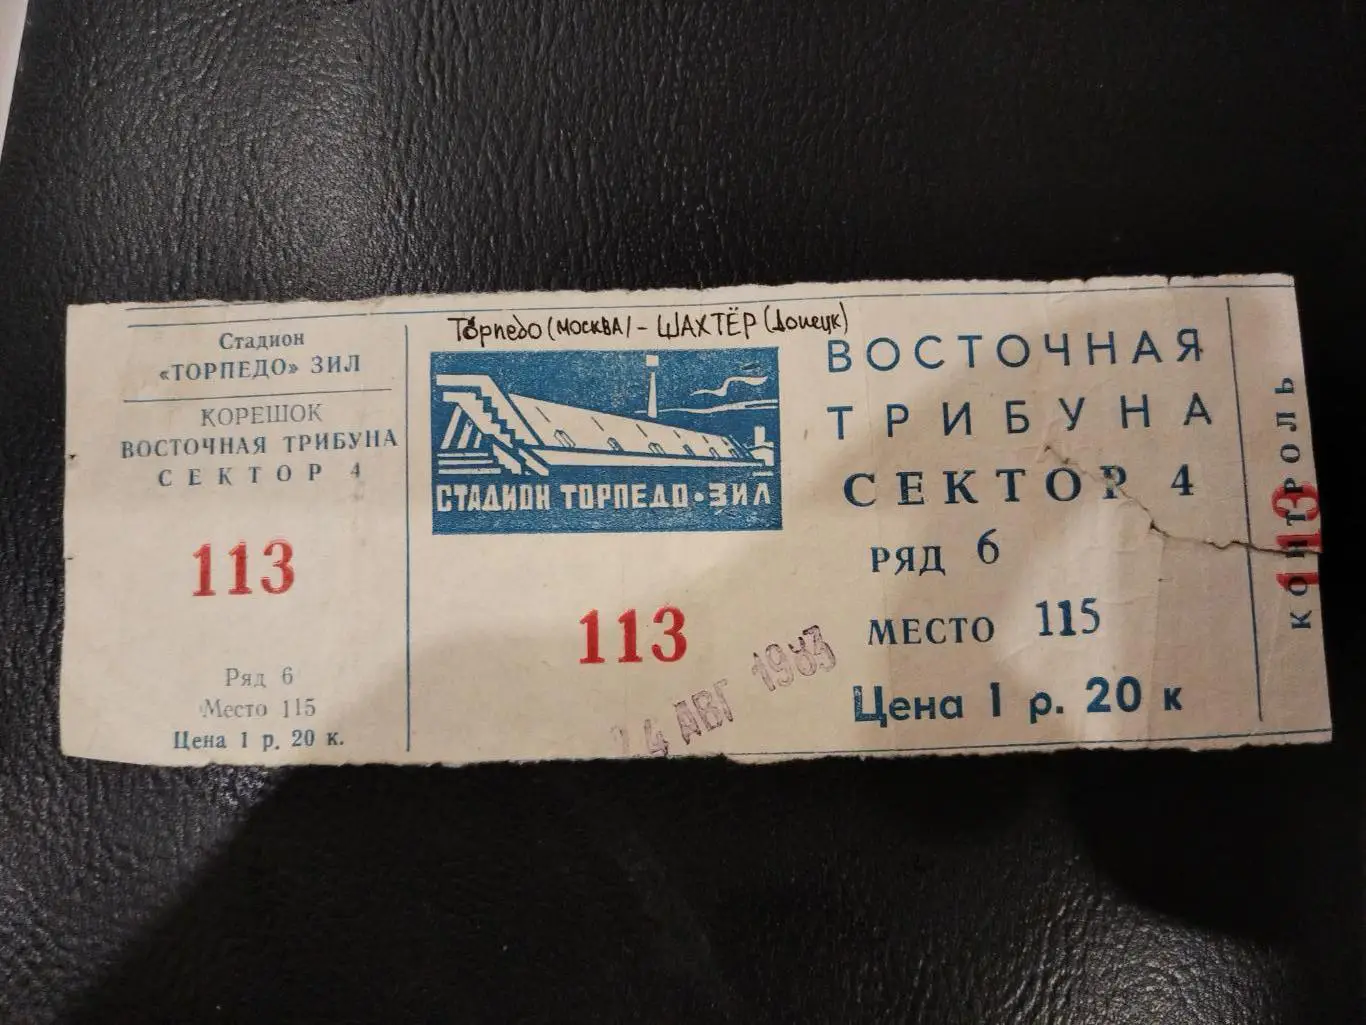 Стадион
«ТОРПЕДО» ЗИЛ
КОРЕШОК
ВОСТОЧНАЯ ТРИБУНА
СЕКТОР 4
113
Ряд 6
Место 115
Цена 1 р. 20 к.
Торпедо (МОСКВА) - ШАХТЁР (Донецк)
СТАДИОН ТОРПЕДО·ЗИЛ
113
14 АВГ 1983
ВОСТОЧНАЯ
ТРИБУНА
СЕКТОР 4
РЯД 6
МЕСТО 115
Цена 1 р. 20 к
КОНТРОЛЬ
113